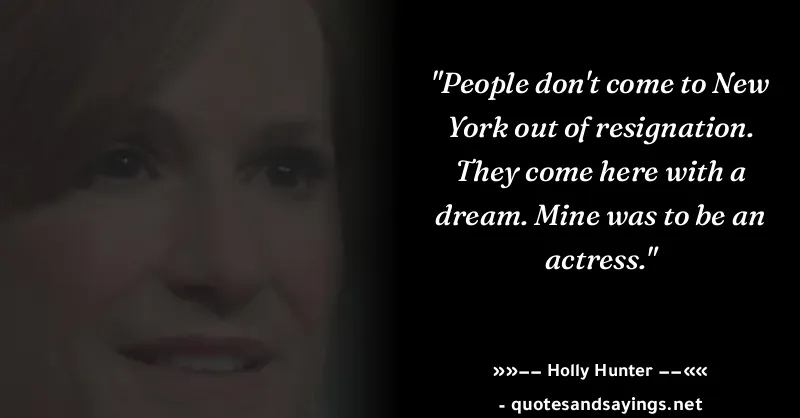 "People don't come to New
York out of resignation.
They come here with a
dream. Mine was to be an
actress."
»»−− Holly Hunter −−««
- quotesandsayings.net